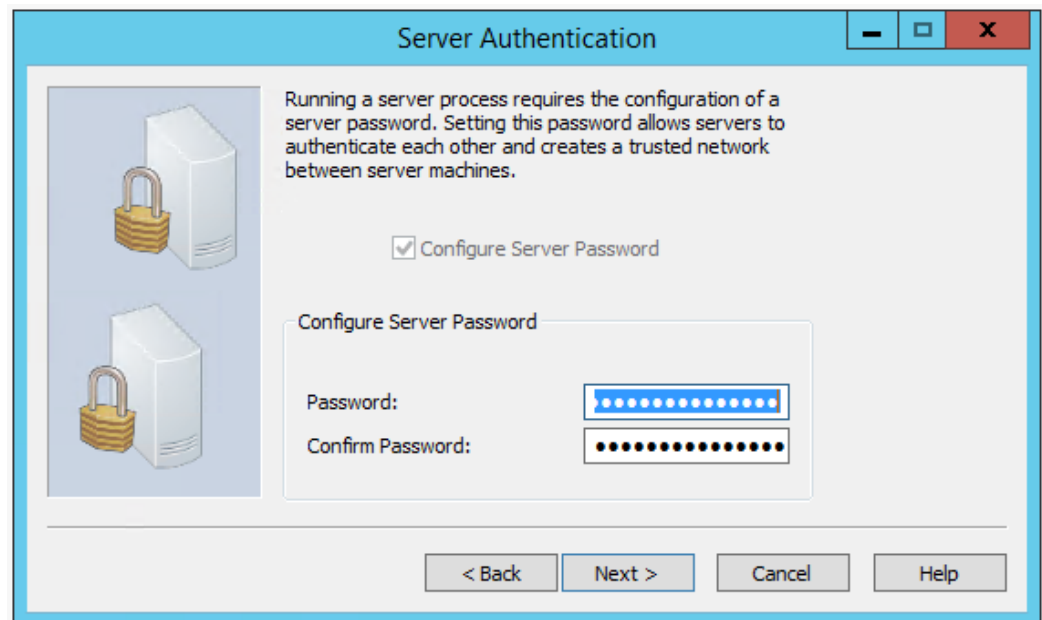 Server Authentication
Running a server process requires the configuration of a
server password. Setting this password allows servers to
authenticate each other and creates a trusted network
between server machines.
Configure Server Password
Configure Server Password
Password:
Confirm Password:
< Back Next > Cancel Help